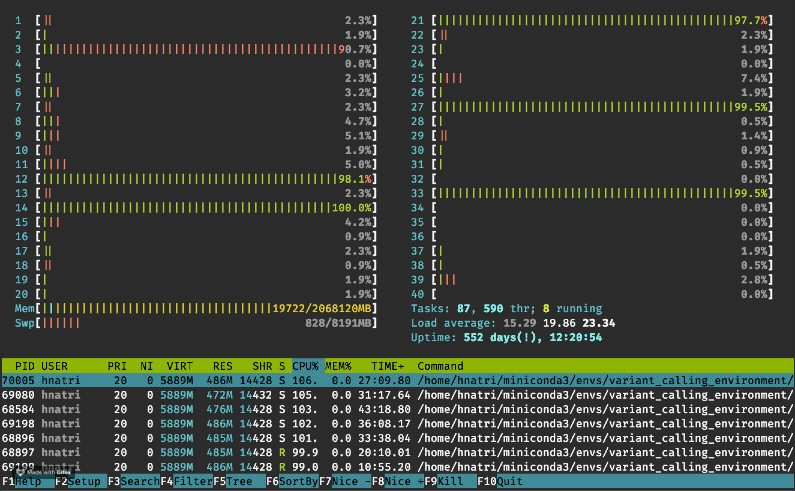 1 [|| 2.3%] 21 [||||||||||||||||||||||||||||||||||||||97.7%]
2 [| 1.9%] 22 [|| 2.3%]
3 [||||||||||||||||||||||||||||||||||||||90.7%] 23 [| 1.9%]
4 [ 0.0%] 24 [ 0.0%]
5 [|| 2.3%] 25 [|||| 7.4%]
6 [||| 3.2%] 26 [| 1.9%]
7 [|| 2.3%] 27 [||||||||||||||||||||||||||||||||||||||99.5%]
8 [||| 4.7%] 28 [| 0.5%]
9 [||| 5.1%] 29 [|| 1.4%]
10 [|| 1.9%] 30 [| 0.9%]
11 [|||| 5.0%] 31 [| 0.5%]
12 [||||||||||||||||||||||||||||||||||||||98.1%] 32 [ 0.0%]
13 [|| 2.3%] 33 [||||||||||||||||||||||||||||||||||||||99.5%]
14 [|||||||||||||||||||||||||||||||||||||100.0%] 34 [ 0.0%]
15 [||| 4.2%] 35 [ 0.0%]
16 [| 0.9%] 36 [ 0.0%]
17 [|| 2.3%] 37 [| 1.9%]
18 [|| 0.9%] 38 [| 0.5%]
19 [| 1.9%] 39 [||| 2.8%]
20 [| 1.9%] 40 [ 0.0%]
Mem[|||||||||||||||||||||||||||||19722/2068120MB] Tasks: 87, 590 thr; 8 running
Swp[||||| 828/8191MB] Load average: 15.29 19.86 23.34
Uptime: 552 days(!), 12:20:54
PID USER PRI NI VIRT RES SHR S CPU% MEM% TIME+ Command
70005 hnatri 20 0 5889M 486M 14428 S 106. 0.0 27:09.80 /home/hnatri/miniconda3/envs/variant_calling_environment/
69080 hnatri 20 0 5889M 472M 14432 S 105. 0.0 31:17.64 /home/hnatri/miniconda3/envs/variant_calling_environment/
68584 hnatri 20 0 5889M 476M 14428 S 103. 0.0 43:18.80 /home/hnatri/miniconda3/envs/variant_calling_environment/
69198 hnatri 20 0 5889M 486M 14428 S 102. 0.0 36:08.17 /home/hnatri/miniconda3/envs/variant_calling_environment/
68896 hnatri 20 0 5889M 485M 14428 S 101. 0.0 33:38.04 /home/hnatri/miniconda3/envs/variant_calling_environment/
68897 hnatri 20 0 5889M 485M 14428 R 99.9 0.0 20:10.01 /home/hnatri/miniconda3/envs/variant_calling_environment/
69199 hnatri 20 0 5889M 486M 14428 R 99.0 0.0 10:55.20 /home/hnatri/miniconda3/envs/variant_calling_environment/
Made with Gifox
F1Help F2Setup F3SearchF4FilterF5Tree F6SortByF7Nice -F8Nice +F9Kill F10Quit